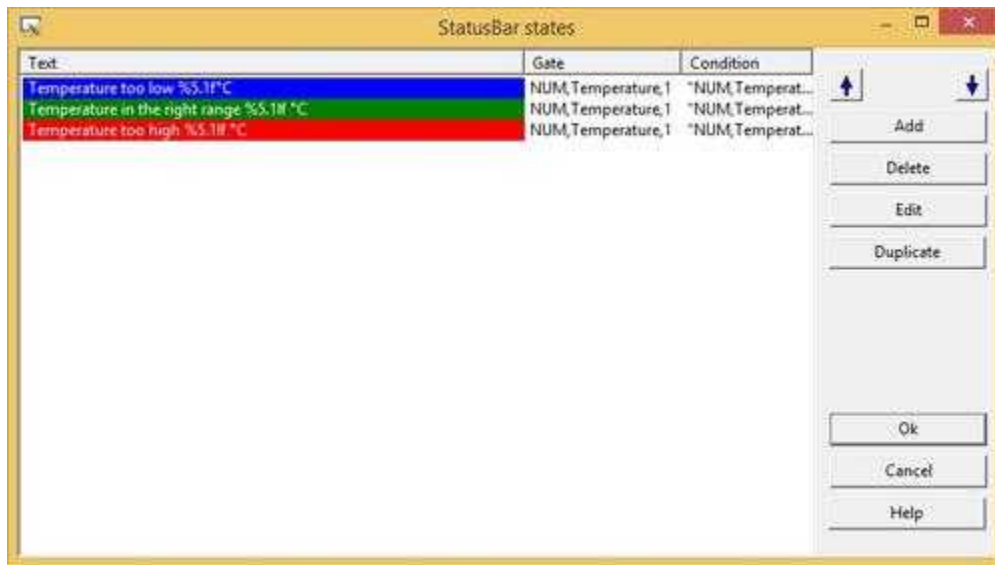 StatusBar states
Text Gate Condition
Temperature too low %5.1f°C NUM,Temperature,1 "NUM,Temperat...
Temperature in the right range %5.1lf °C NUM,Temperature,1 "NUM,Temperat...
Temperature too high %5.1lf °C NUM,Temperature,1 "NUM,Temperat...
Add
Delete
Edit
Duplicate
Ok
Cancel
Help